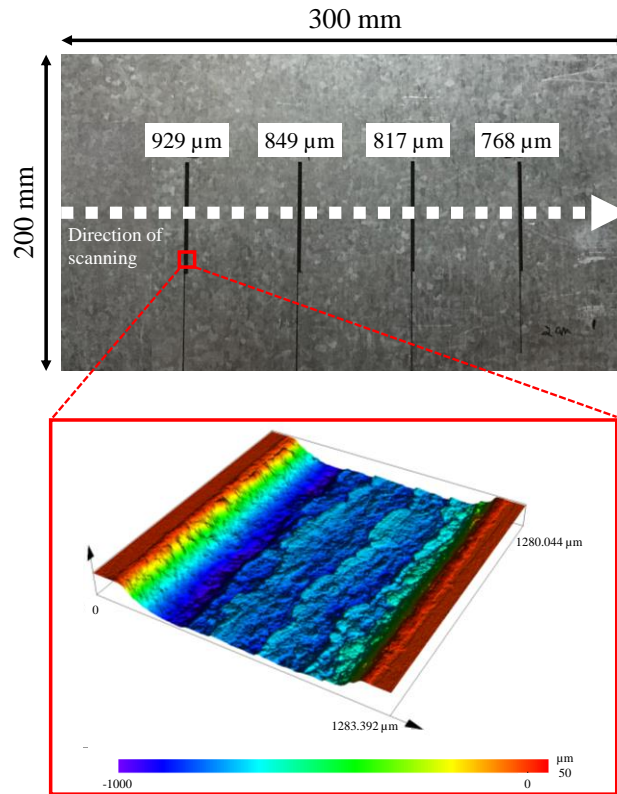 300 mm
200 mm
929 µm
849 µm
817 µm
768 µm
Direction of
scanning
1280.044 µm
0
1283.392 µm
µm
-1000
0
50